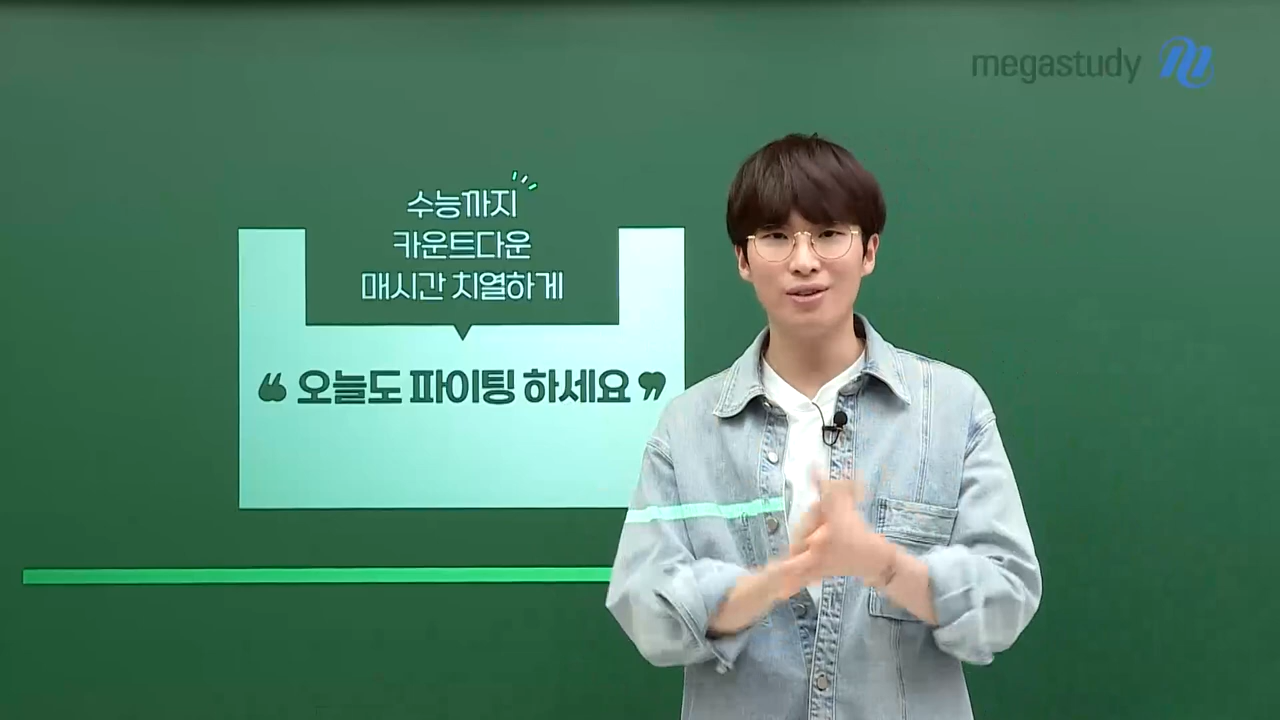 megastudy
수능까지
카운트다운
매시간 치열하게
“ 오늘도 파이팅 하세요 ”